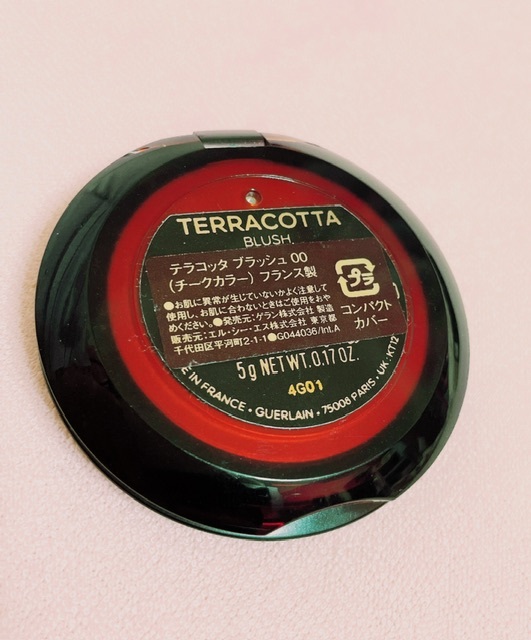 TERRACOTTA
BLUSH.
テラコッタ ブラッシュ 00
(チークカラー) フランス製
●お肌に異常が生じていないかよく注意して
使用し、お肌に合わないときはご使用をおや
めください。●発売元;ゲラン株式会社 製造
販売元;エル・シー・エス株式会社 東京都
千代田区平河町2-1-1●G044036/Int.A
プラ
コンパクト
カバー
5g NET WT. 0.17 OZ.
4G01
E IN FRANCE • GUERLAIN • 75008 PARIS • UK: KT12